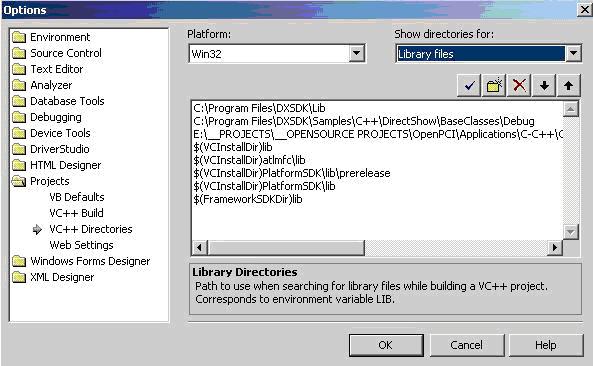 Options
Environment
Source Control
Text Editor
Analyzer
Database Tools
Debugging
Device Tools
DriverStudio
HTML Designer
Projects
VB Defaults
VC++ Build
VC++ Directories
Web Settings
Windows Forms Designer
XML Designer
Platform:
Win32
Show directories for:
Library files
C:\Program Files\DXSDK\Lib
C:\Program Files\DXSDK\Samples\C++\DirectShow\BaseClasses\Debug
E:\__PROJECTS\__OPENSOURCE PROJECTS\OpenPCI\Applications\C-C++\
$(VCInstallDir)lib
$(VCInstallDir)atlmfc\lib
$(VCInstallDir)PlatformSDK\lib\prerelease
$(VCInstallDir)PlatformSDK\lib
$(FrameworkSDKDir)lib
Library Directories
Path to use when searching for library files while building a VC++ project.
Corresponds to environment variable LIB.
OK
Cancel
Help